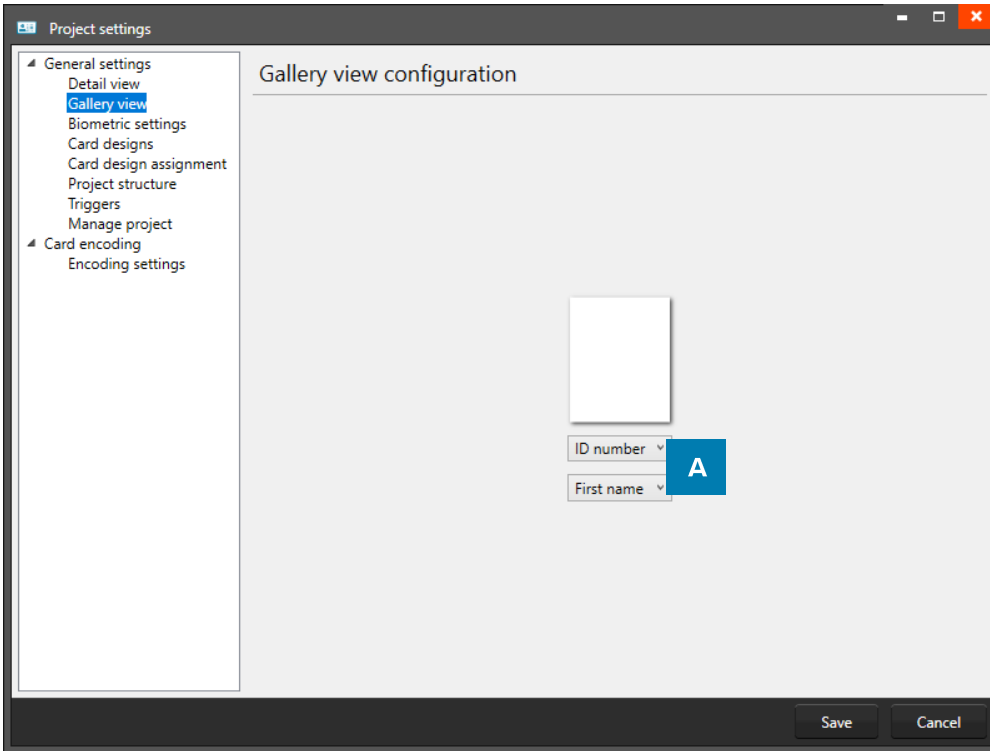 Project settings
General settings
Detail view
Gallery view
Biometric settings
Card designs
Card design assignment
Project structure
Triggers
Manage project
Card encoding
Encoding settings
Gallery view configuration
ID number
A
First name
Save
Cancel